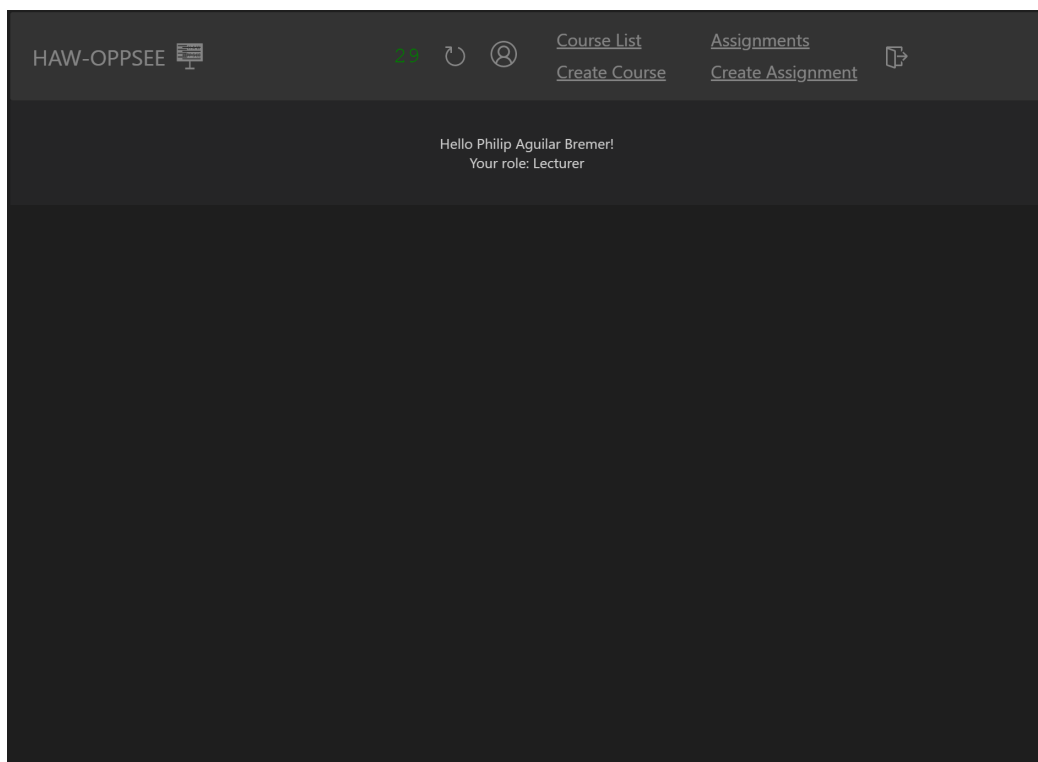 HAW-OPPSEE
29
Course List
Assignments
Create Course
Create Assignment
Hello Philip Aguilar Bremer!
Your role: Lecturer